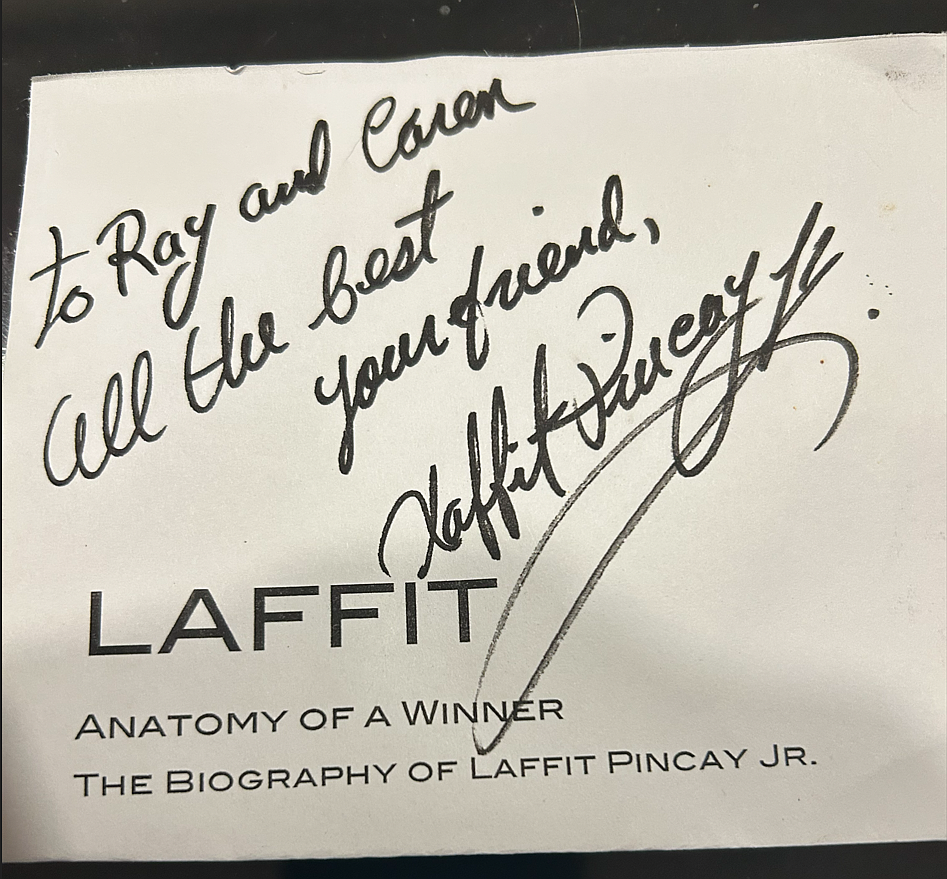 to Ray and Caren
all the best
your friend,
Laffit Pincay Jr.
LAFFIT
ANATOMY OF A WINNER
THE BIOGRAPHY OF LAFFIT PINCAY JR.